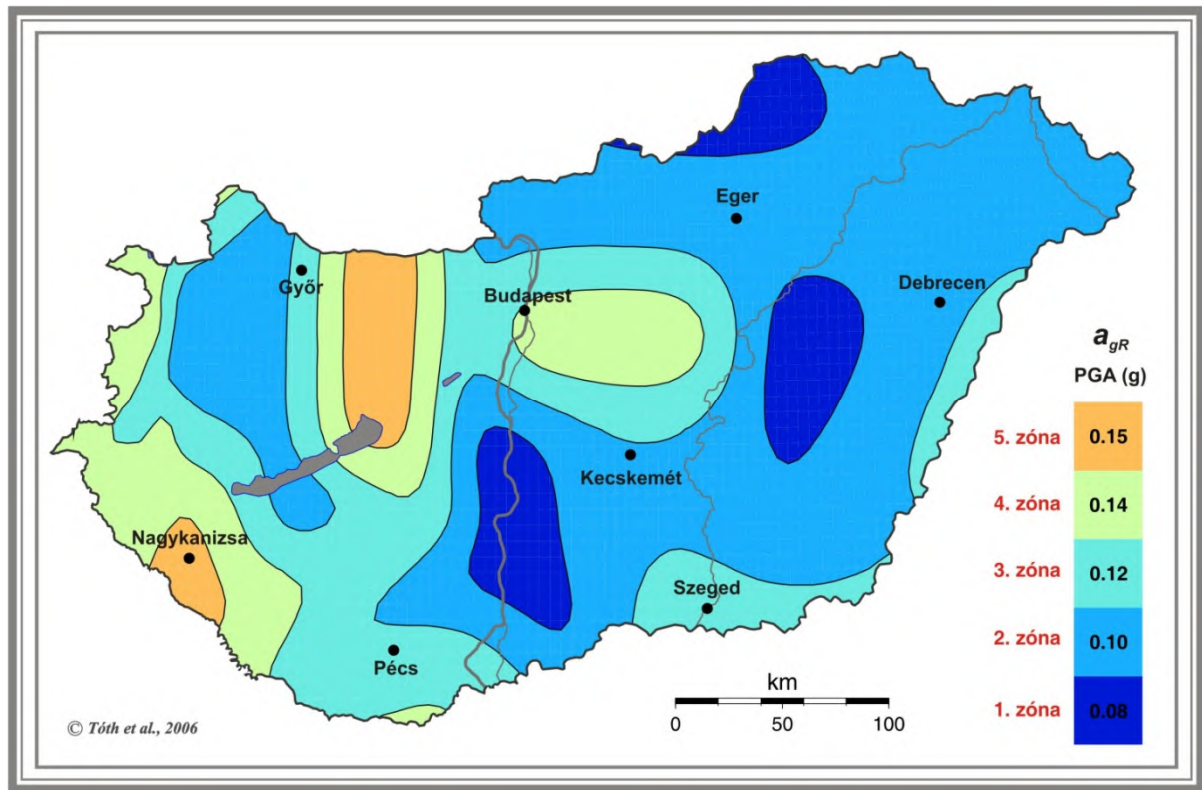 Eger
Győr
Budapest
Debrecen
Kecskemét
Nagykanizsa
Szeged
Pécs
a_gR
PGA (g)
5. zóna 0.15
4. zóna 0.14
3. zóna 0.12
2. zóna 0.10
1. zóna 0.08
km
0 50 100
© Tóth et al., 2006